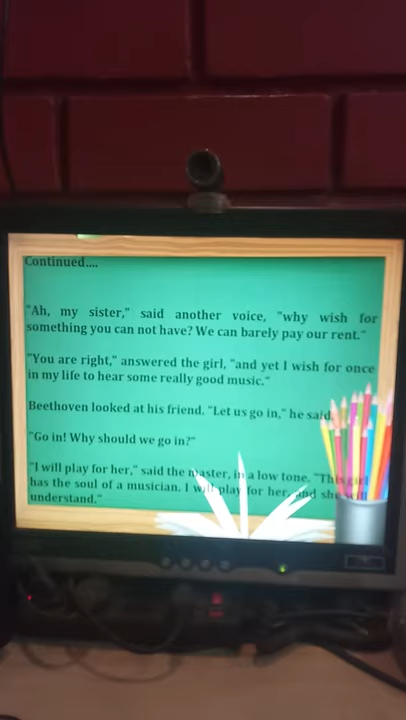 Continued....
"Ah, my sister," said another voice, "why wish for
something you can not have? We can barely pay our rent."
"You are right," answered the girl, "and yet I wish for once
in my life to hear some really good music."
Beethoven looked at his friend. "Let us go in," he said.
"Go in! Why should we go in?"
"I will play for her," said the master, in a low tone. "This girl
has the soul of a musician. I will play for her, and she will
understand."